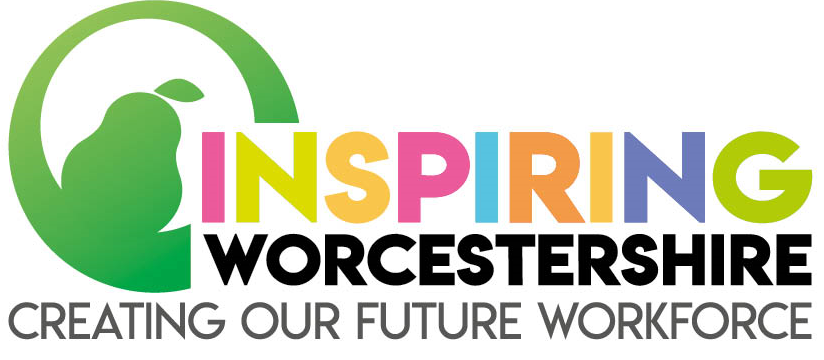 INSPIRING
WORCESTERSHIRE
CREATING OUR FUTURE WORKFORCE